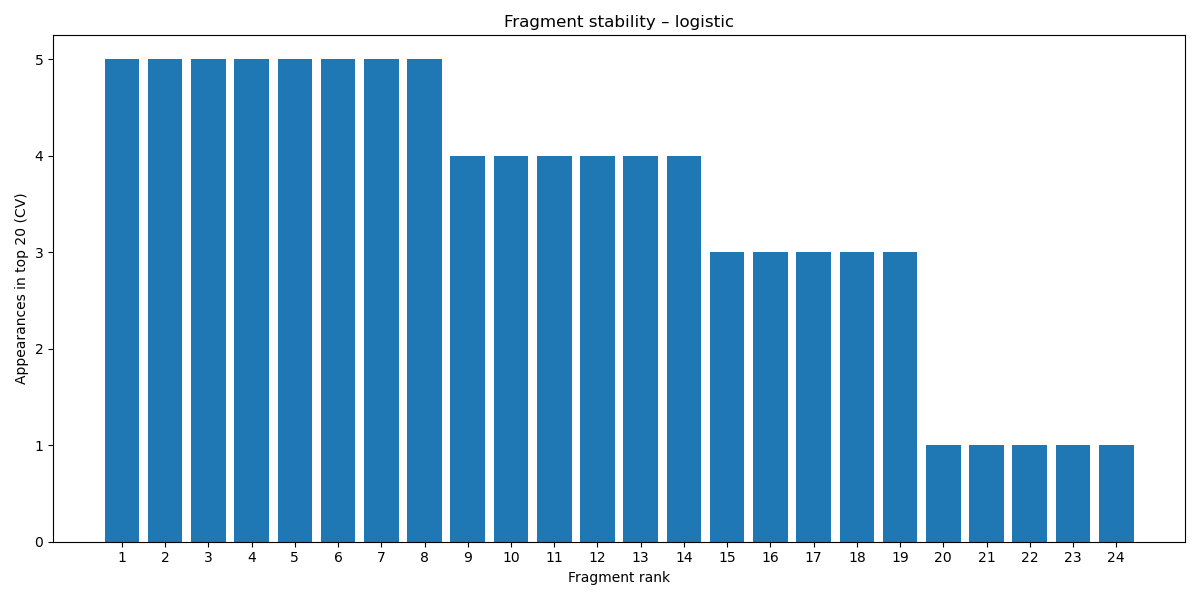 Fragment stability – logistic
Appearances in top 20 (CV)
5
4
3
2
1
0
1 2 3 4 5 6 7 8 9 10 11 12 13 14 15 16 17 18 19 20 21 22 23 24
Fragment rank